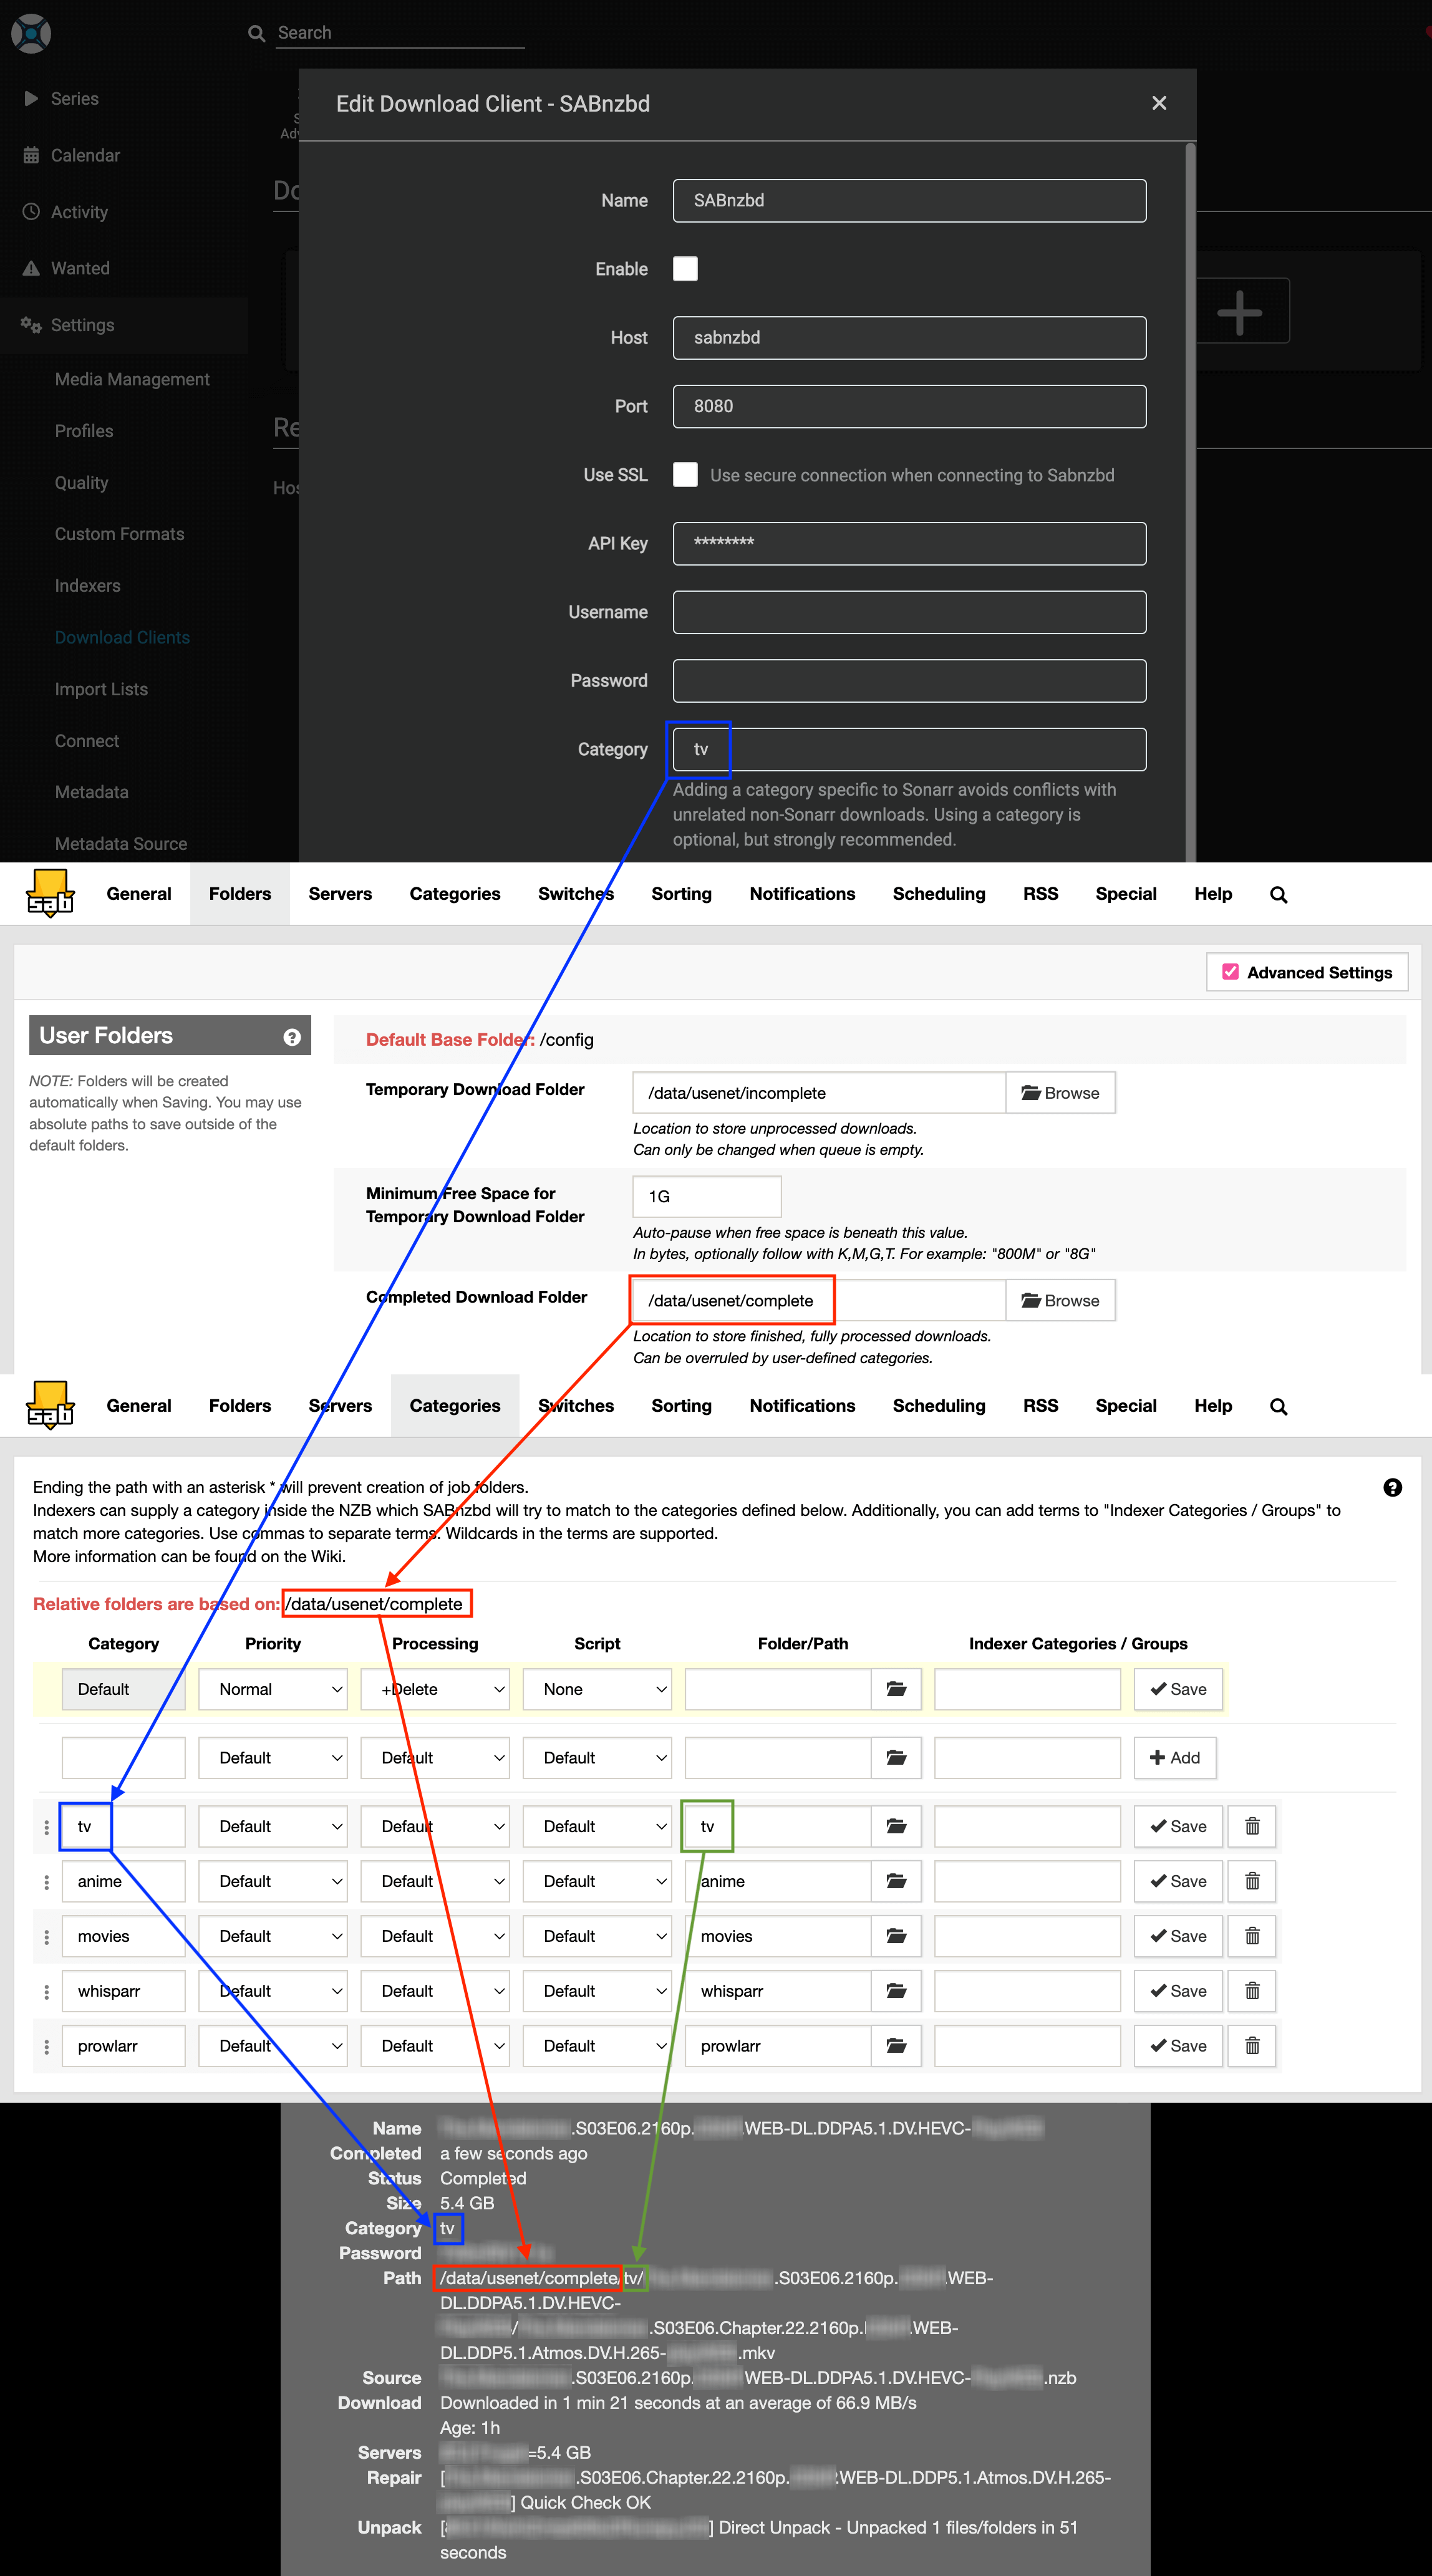 Search
Series
Calendar
Activity
Wanted
Settings
Media Management
Profiles
Quality
Custom Formats
Indexers
Download Clients
Import Lists
Connect
Metadata
Metadata Source
Edit Download Client - SABnzbd
Name SABnzbd
Enable
Host sabnzbd
Port 8080
Use SSL Use secure connection when connecting to Sabnzbd
API Key ********
Username
Password
Category tv
Adding a category specific to Sonarr avoids conflicts with
unrelated non-Sonarr downloads. Using a category is
optional, but strongly recommended.
sab General Folders Servers Categories Switches Sorting Notifications Scheduling RSS Special Help
Advanced Settings
User Folders
NOTE: Folders will be created
automatically when Saving. You may use
absolute paths to save outside of the
default folders.
Default Base Folder: /config
Temporary Download Folder /data/usenet/incomplete Browse
Location to store unprocessed downloads.
Can only be changed when queue is empty.
Minimum Free Space for
Temporary Download Folder
1G
Auto-pause when free space is beneath this value.
In bytes, optionally follow with K,M,G,T. For example: "800M" or "8G"
Completed Download Folder /data/usenet/complete Browse
Location to store finished, fully processed downloads.
Can be overruled by user-defined categories.
sab General Folders Servers Categories Switches Sorting Notifications Scheduling RSS Special Help
Ending the path with an asterisk * will prevent creation of job folders.
Indexers can supply a category inside the NZB which SABnzbd will try to match to the categories defined below. Additionally, you can add terms to "Indexer Categories / Groups" to
match more categories. Use commas to separate terms. Wildcards in the terms are supported.
More information can be found on the Wiki.
Relative folders are based on: /data/usenet/complete
Category Priority Processing Script Folder/Path Indexer Categories / Groups
Default Normal +Delete None Save
Default Default Default Add
tv Default Default Default tv Save
anime Default Default Default anime Save
movies Default Default Default movies Save
whisparr Default Default Default whisparr Save
prowlarr Default Default Default prowlarr Save
Name .S03E06.2160p. WEB-DL.DDPA5.1.DV.HEVC-
Completed a few seconds ago
Status Completed
Size 5.4 GB
Category tv
Password
Path /data/usenet/complete/tv/ .S03E06.2160p. WEB-
DL.DDPA5.1.DV.HEVC-
/ .S03E06.Chapter.22.2160p. .WEB-
DL.DDP5.1.Atmos.DV.H.265- .mkv
Source .S03E06.2160p. WEB-DL.DDPA5.1.DV.HEVC- .nzb
Download Downloaded in 1 min 21 seconds at an average of 66.9 MB/s
Age: 1h
Servers =5.4 GB
Repair [ .S03E06.Chapter.22.2160p. .WEB-DL.DDP5.1.Atmos.DV.H.265-
] Quick Check OK
Unpack [ ] Direct Unpack - Unpacked 1 files/folders in 51
seconds